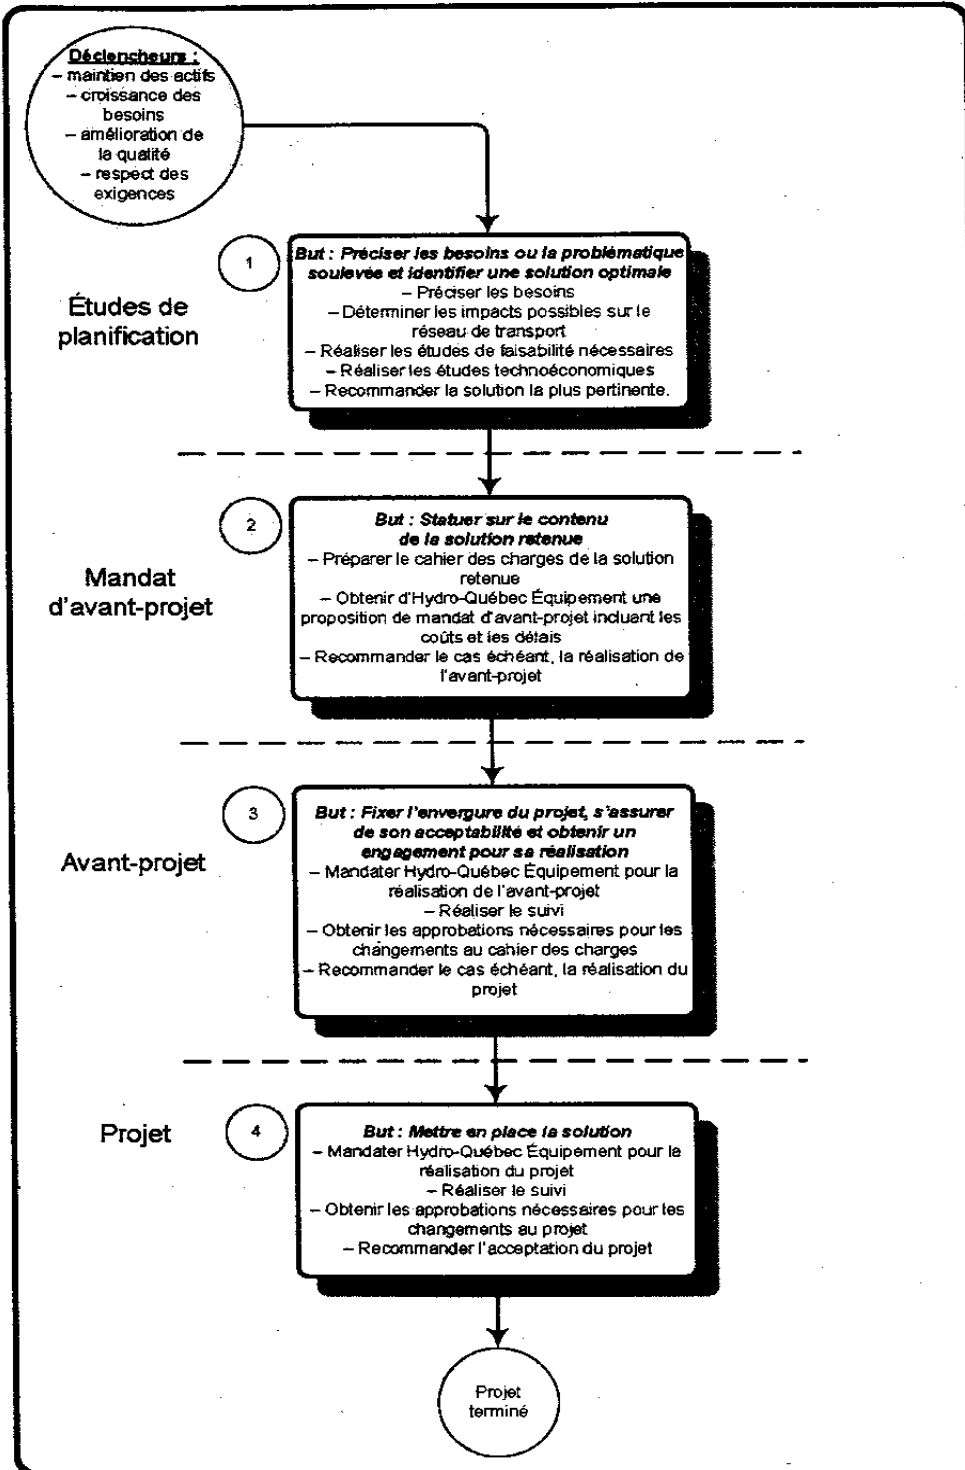 Déclencheurs :
– maintien des actifs
– croissance des
besoins
– amélioration de
la qualité
– respect des
exigences
1
Études de
planification
But : Préciser les besoins ou la problématique
soulevée et identifier une solution optimale
– Préciser les besoins
– Déterminer les impacts possibles sur le
réseau de transport
– Réaliser les études de faisabilité nécessaires
– Réaliser les études technoéconomiques
– Recommander la solution la plus pertinente.
2
Mandat
d'avant-projet
But : Statuer sur le contenu
de la solution retenue
– Préparer le cahier des charges de la solution
retenue
– Obtenir d'Hydro-Québec Équipement une
proposition de mandat d'avant-projet incluant les
coûts et les délais
– Recommander le cas échéant, la réalisation de
l'avant-projet
3
Avant-projet
But : Fixer l'envergure du projet, s'assurer
de son acceptabilité et obtenir un
engagement pour sa réalisation
– Mandater Hydro-Québec Équipement pour la
réalisation de l'avant-projet
– Réaliser le suivi
– Obtenir les approbations nécessaires pour les
changements au cahier des charges
– Recommander le cas échéant, la réalisation du
projet
4
Projet
But : Mettre en place la solution
– Mandater Hydro-Québec Équipement pour la
réalisation du projet
– Réaliser le suivi
– Obtenir les approbations nécessaires pour les
changements au projet
– Recommander l'acceptation du projet
Projet
terminé